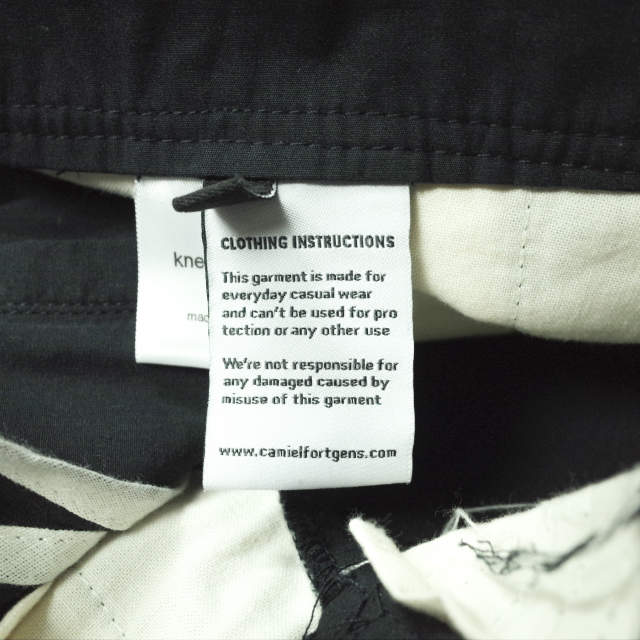 CLOTHING INSTRUCTIONS
This garment is made for
everyday casual wear
and can't be used for pro
tection or any other use
We're not responsible for
any damaged caused by
misuse of this garment
www.camielfortgens.com